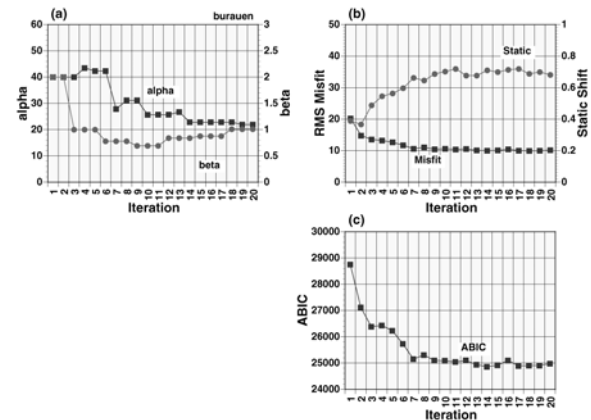 (a)
burauen
60
50
40
30
20
10
0
alpha
3
2.5
2
1.5
1
0.5
0
beta
alpha
beta
1 2 3 4 5 6 7 8 9 10 11 12 13 14 15 16 17 18 19 20
Iteration
(b)
50
40
30
20
10
0
RMS Misfit
1
0.8
0.6
0.4
0.2
0
Static Shift
Static
Misfit
1 2 3 4 5 6 7 8 9 10 11 12 13 14 15 16 17 18 19 20
Iteration
(c)
30000
29000
28000
27000
26000
25000
24000
ABIC
ABIC
1 2 3 4 5 6 7 8 9 10 11 12 13 14 15 16 17 18 19 20
Iteration